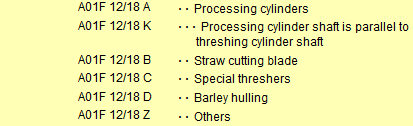 A01F 12/18 A ・・ Processing cylinders
A01F 12/18 K ・・・ Processing cylinder shaft is parallel to
threshing cylinder shaft
A01F 12/18 B ・・ Straw cutting blade
A01F 12/18 C ・・ Special threshers
A01F 12/18 D ・・ Barley hulling
A01F 12/18 Z ・・ Others